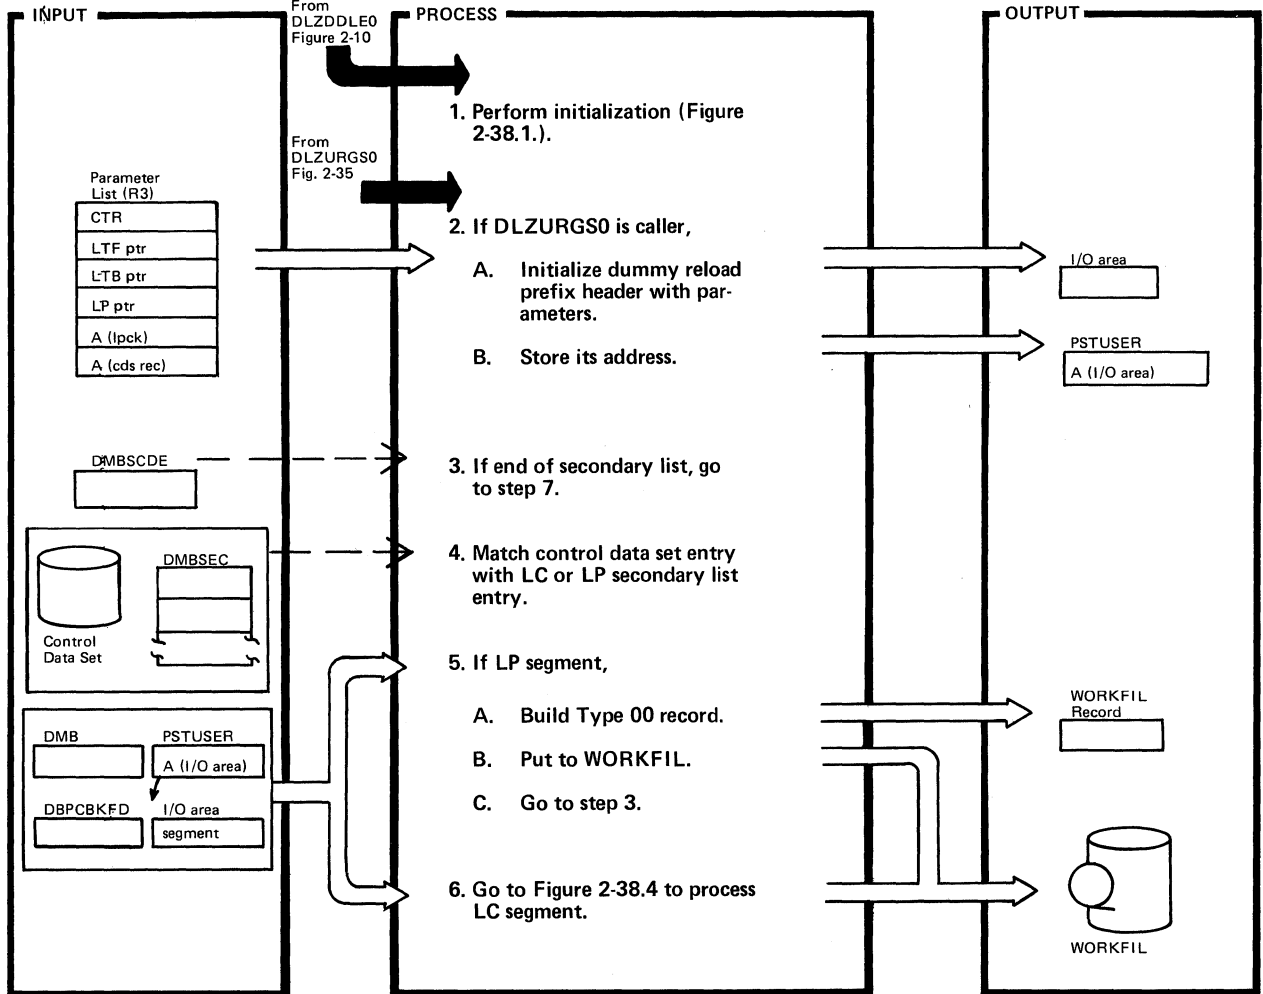 INPUT
From
DLZDDLE0
Figure 2-10
PROCESS
OUTPUT
1. Perform initialization (Figure
2-38.1.).
From
DLZURGS0
Fig. 2-35
Parameter
List (R3)
CTR
LTF ptr
LTB ptr
LP ptr
A (lpck)
A (cds rec)
2. If DLZURGS0 is caller,
A. Initialize dummy reload
prefix header with par-
ameters.
B. Store its address.
I/O area
PSTUSER
A (I/O area)
DMBSCDE
3. If end of secondary list, go
to step 7.
Control
Data Set
DMBSEC
4. Match control data set entry
with LC or LP secondary list
entry.
DMB
PSTUSER
A (I/O area)
DBPCBKFD
I/O area
segment
5. If LP segment,
A. Build Type 00 record.
B. Put to WORKFIL.
C. Go to step 3.
WORKFIL
Record
6. Go to Figure 2-38.4 to process
LC segment.
WORKFIL